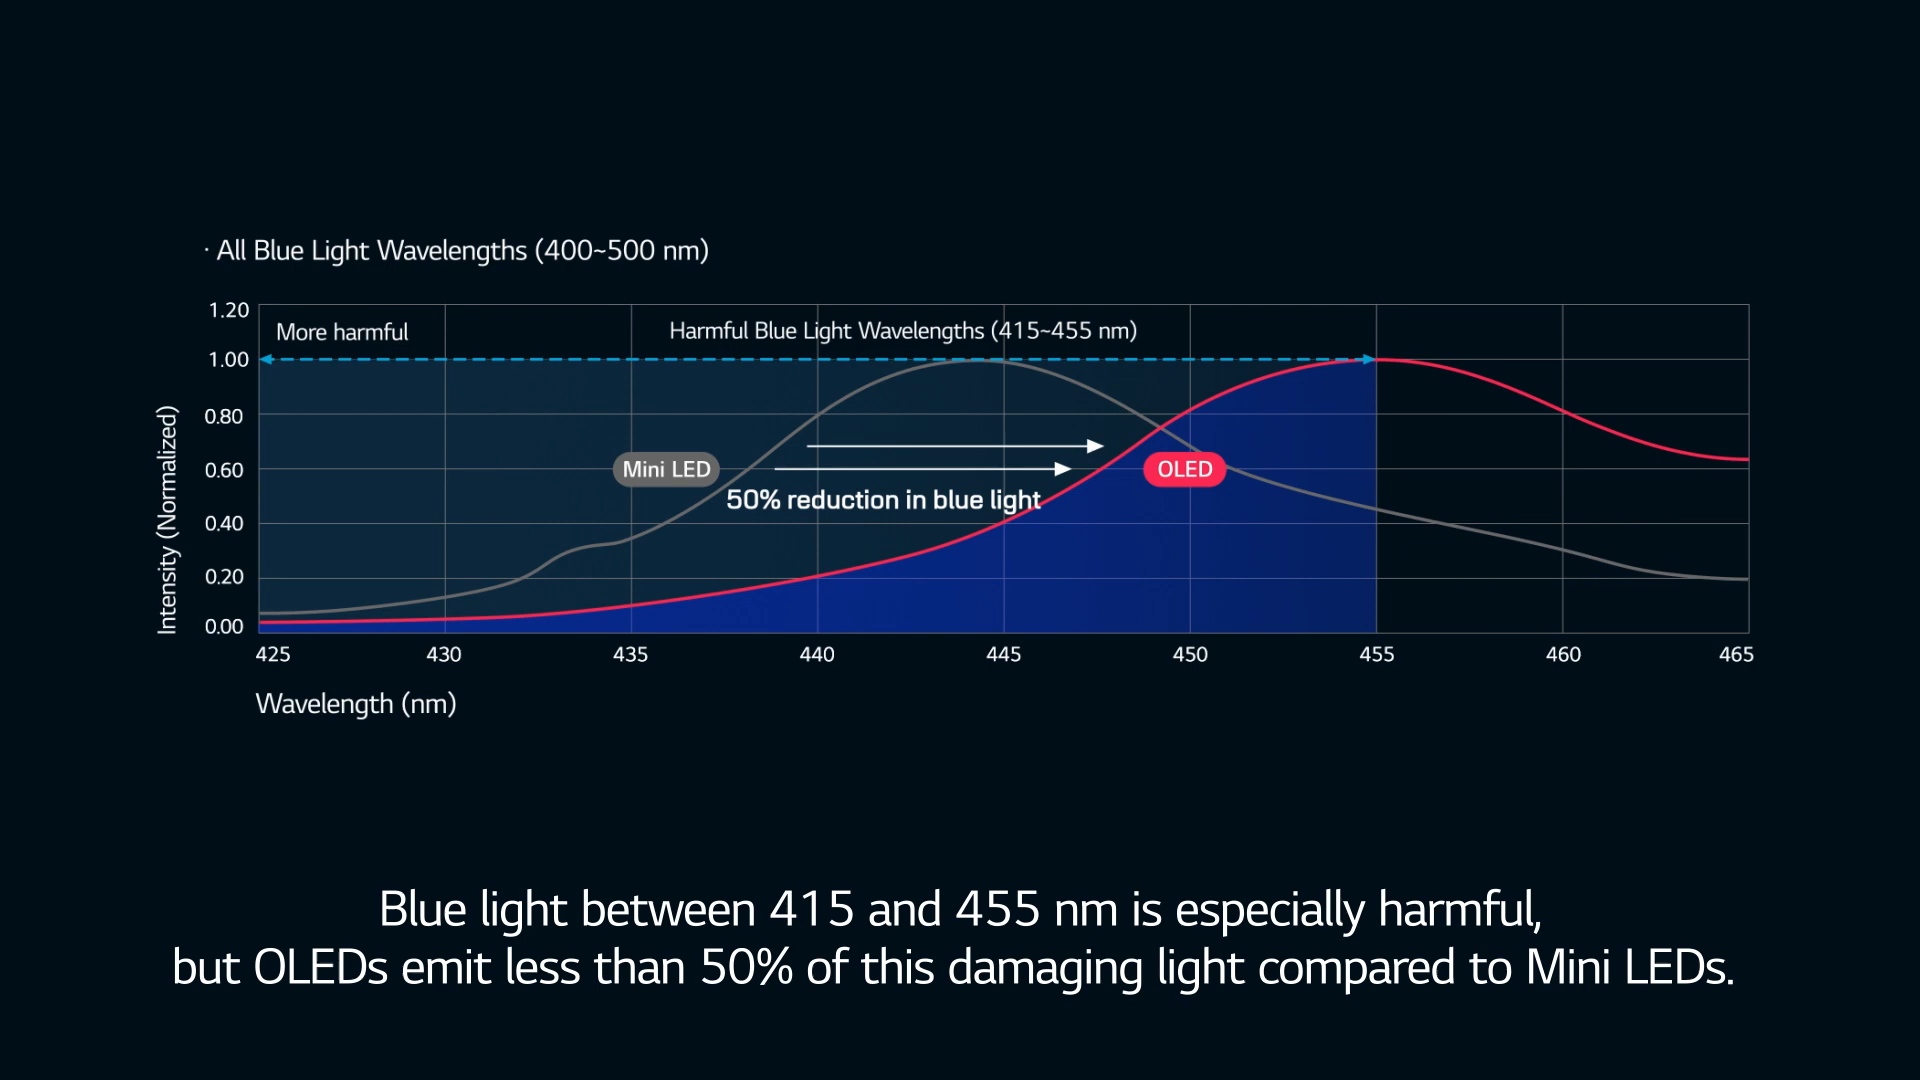 · All Blue Light Wavelengths (400~500 nm)
1.20
More harmful
Harmful Blue Light Wavelengths (415~455 nm)
1.00
0.80
0.60
0.40
0.20
0.00
Intensity (Normalized)
Mini LED
OLED
50% reduction in blue light
425 430 435 440 445 450 455 460 465
Wavelength (nm)
Blue light between 415 and 455 nm is especially harmful,
but OLEDs emit less than 50% of this damaging light compared to Mini LEDs.